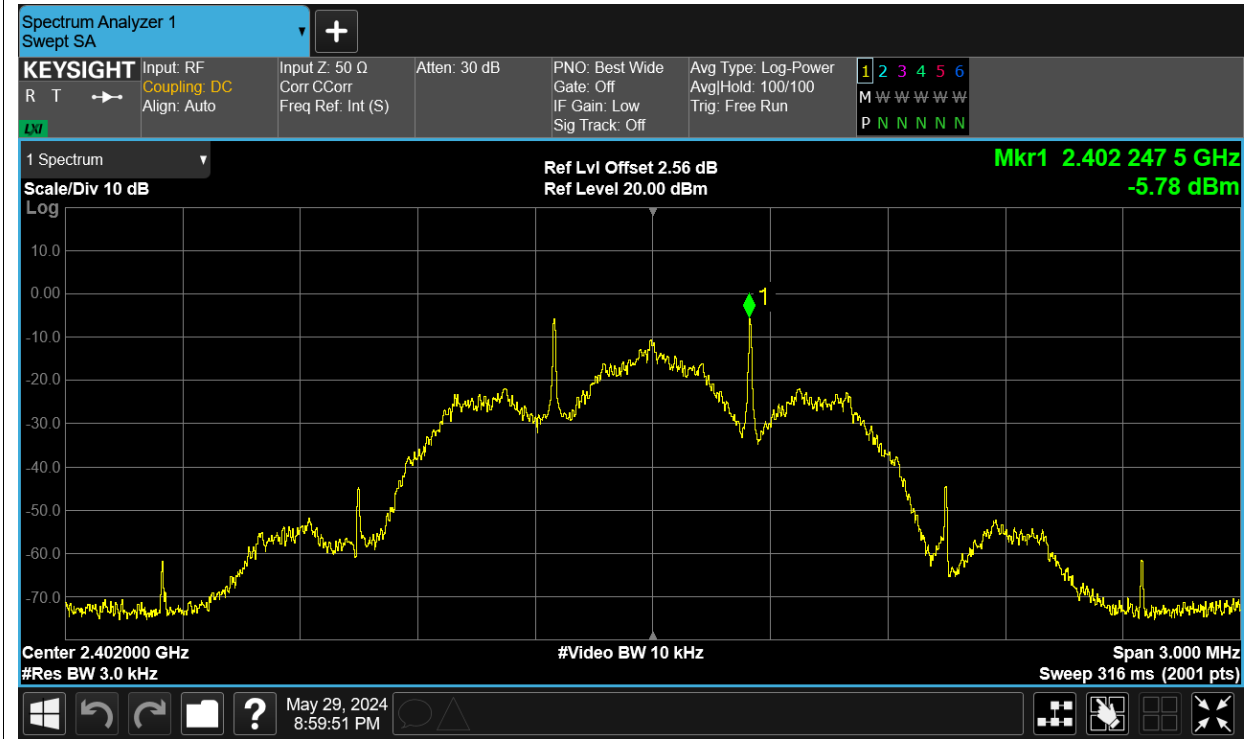 Spectrum Analyzer 1
Swept SA
KEYSIGHT
R T
LXI
Input: RF
Coupling: DC
Align: Auto
Input Z: 50 Ω
Corr CCorr
Freq Ref: Int (S)
Atten: 30 dB
PNO: Best Wide
Gate: Off
IF Gain: Low
Sig Track: Off
Avg Type: Log-Power
Avg|Hold: 100/100
Trig: Free Run
1 2 3 4 5 6
M W W W W W
P N N N N N
1 Spectrum
Scale/Div 10 dB
Log
Ref Lvl Offset 2.56 dB
Ref Level 20.00 dBm
Mkr1 2.402 247 5 GHz
-5.78 dBm
10.0
0.00
-10.0
-20.0
-30.0
-40.0
-50.0
-60.0
-70.0
1
Center 2.402000 GHz
#Res BW 3.0 kHz
#Video BW 10 kHz
Span 3.000 MHz
Sweep 316 ms (2001 pts)
?
May 29, 2024
8:59:51 PM